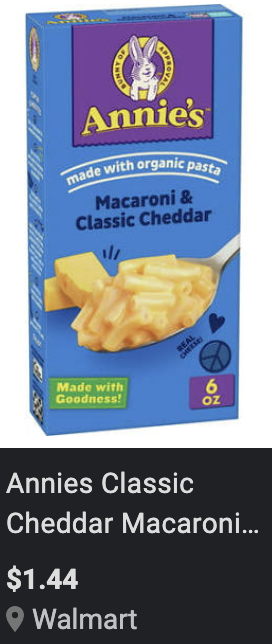 BUNNY OF APPROVAL
Annie's
made with organic pasta
Macaroni &
Classic Cheddar
REAL
CHEESE!
Made with
Goodness!
6
OZ
Annies Classic
Cheddar Macaroni...
$1.44
Walmart